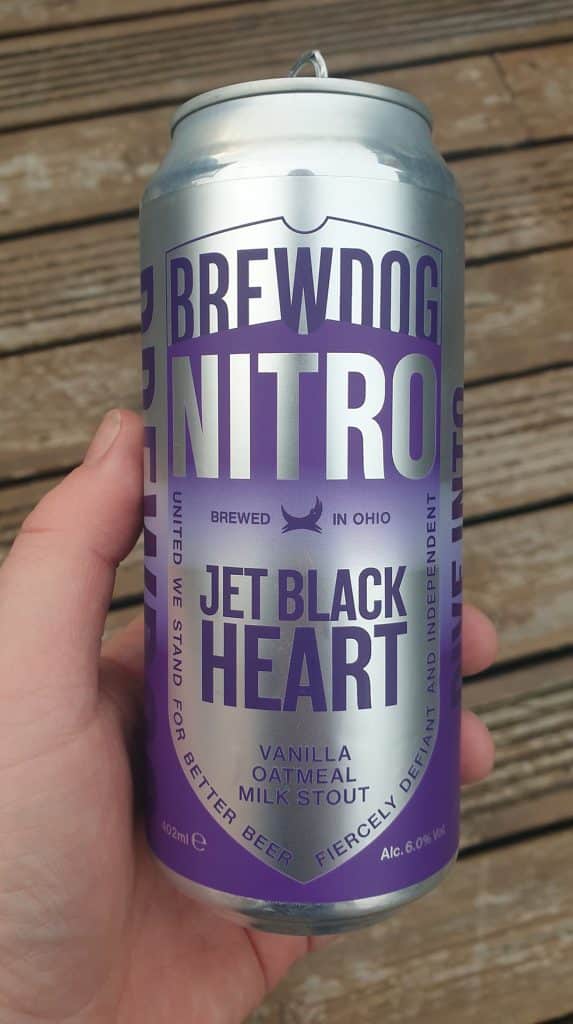 BREWDOG
NITRO
BREWED IN OHIO
JET BLACK
HEART
VANILLA
OATMEAL
MILK STOUT
UNITED WE STAND FOR BETTER BEER
FIERCELY DEFIANT AND INDEPENDENT
402ml e
Alc. 6.0% Vol
INTO